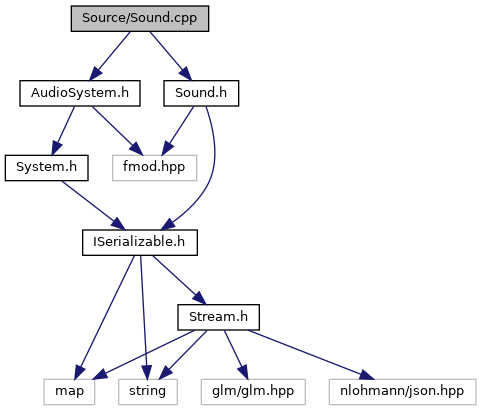 Source/Sound.cpp
AudioSystem.h
Sound.h
System.h
fmod.hpp
ISerializable.h
Stream.h
map
string
glm/glm.hpp
nlohmann/json.hpp